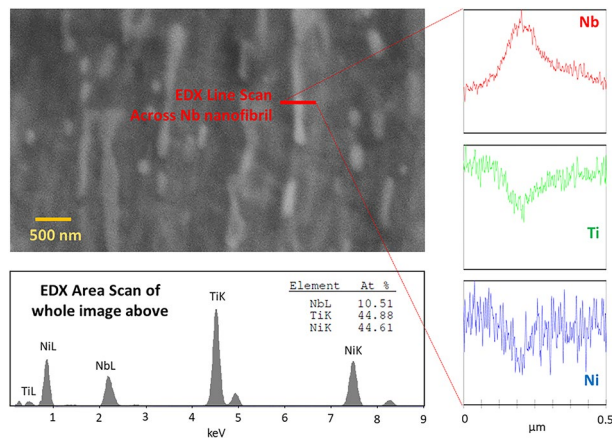 EDX Line Scan
Across Nb nanofibril
500 nm
Nb
Ti
Ni
0 0.5
μm
EDX Area Scan of
whole image above
Element At %
NbL 10.51
TiK 44.88
NiK 44.61
TiL
NiL
NbL
TiK
NiK
1 2 3 4 5 6 7 8 9
keV